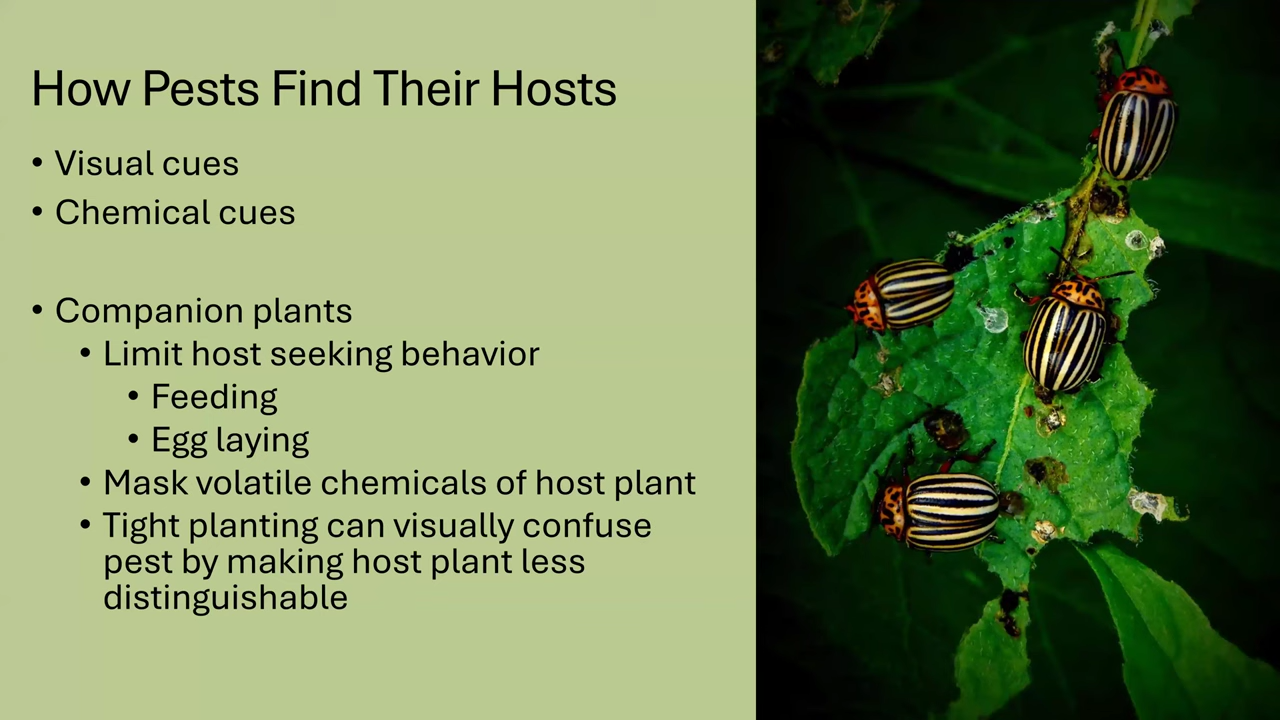 How Pests Find Their Hosts
• Visual cues
• Chemical cues
• Companion plants
• Limit host seeking behavior
• Feeding
• Egg laying
• Mask volatile chemicals of host plant
• Tight planting can visually confuse
pest by making host plant less
distinguishable